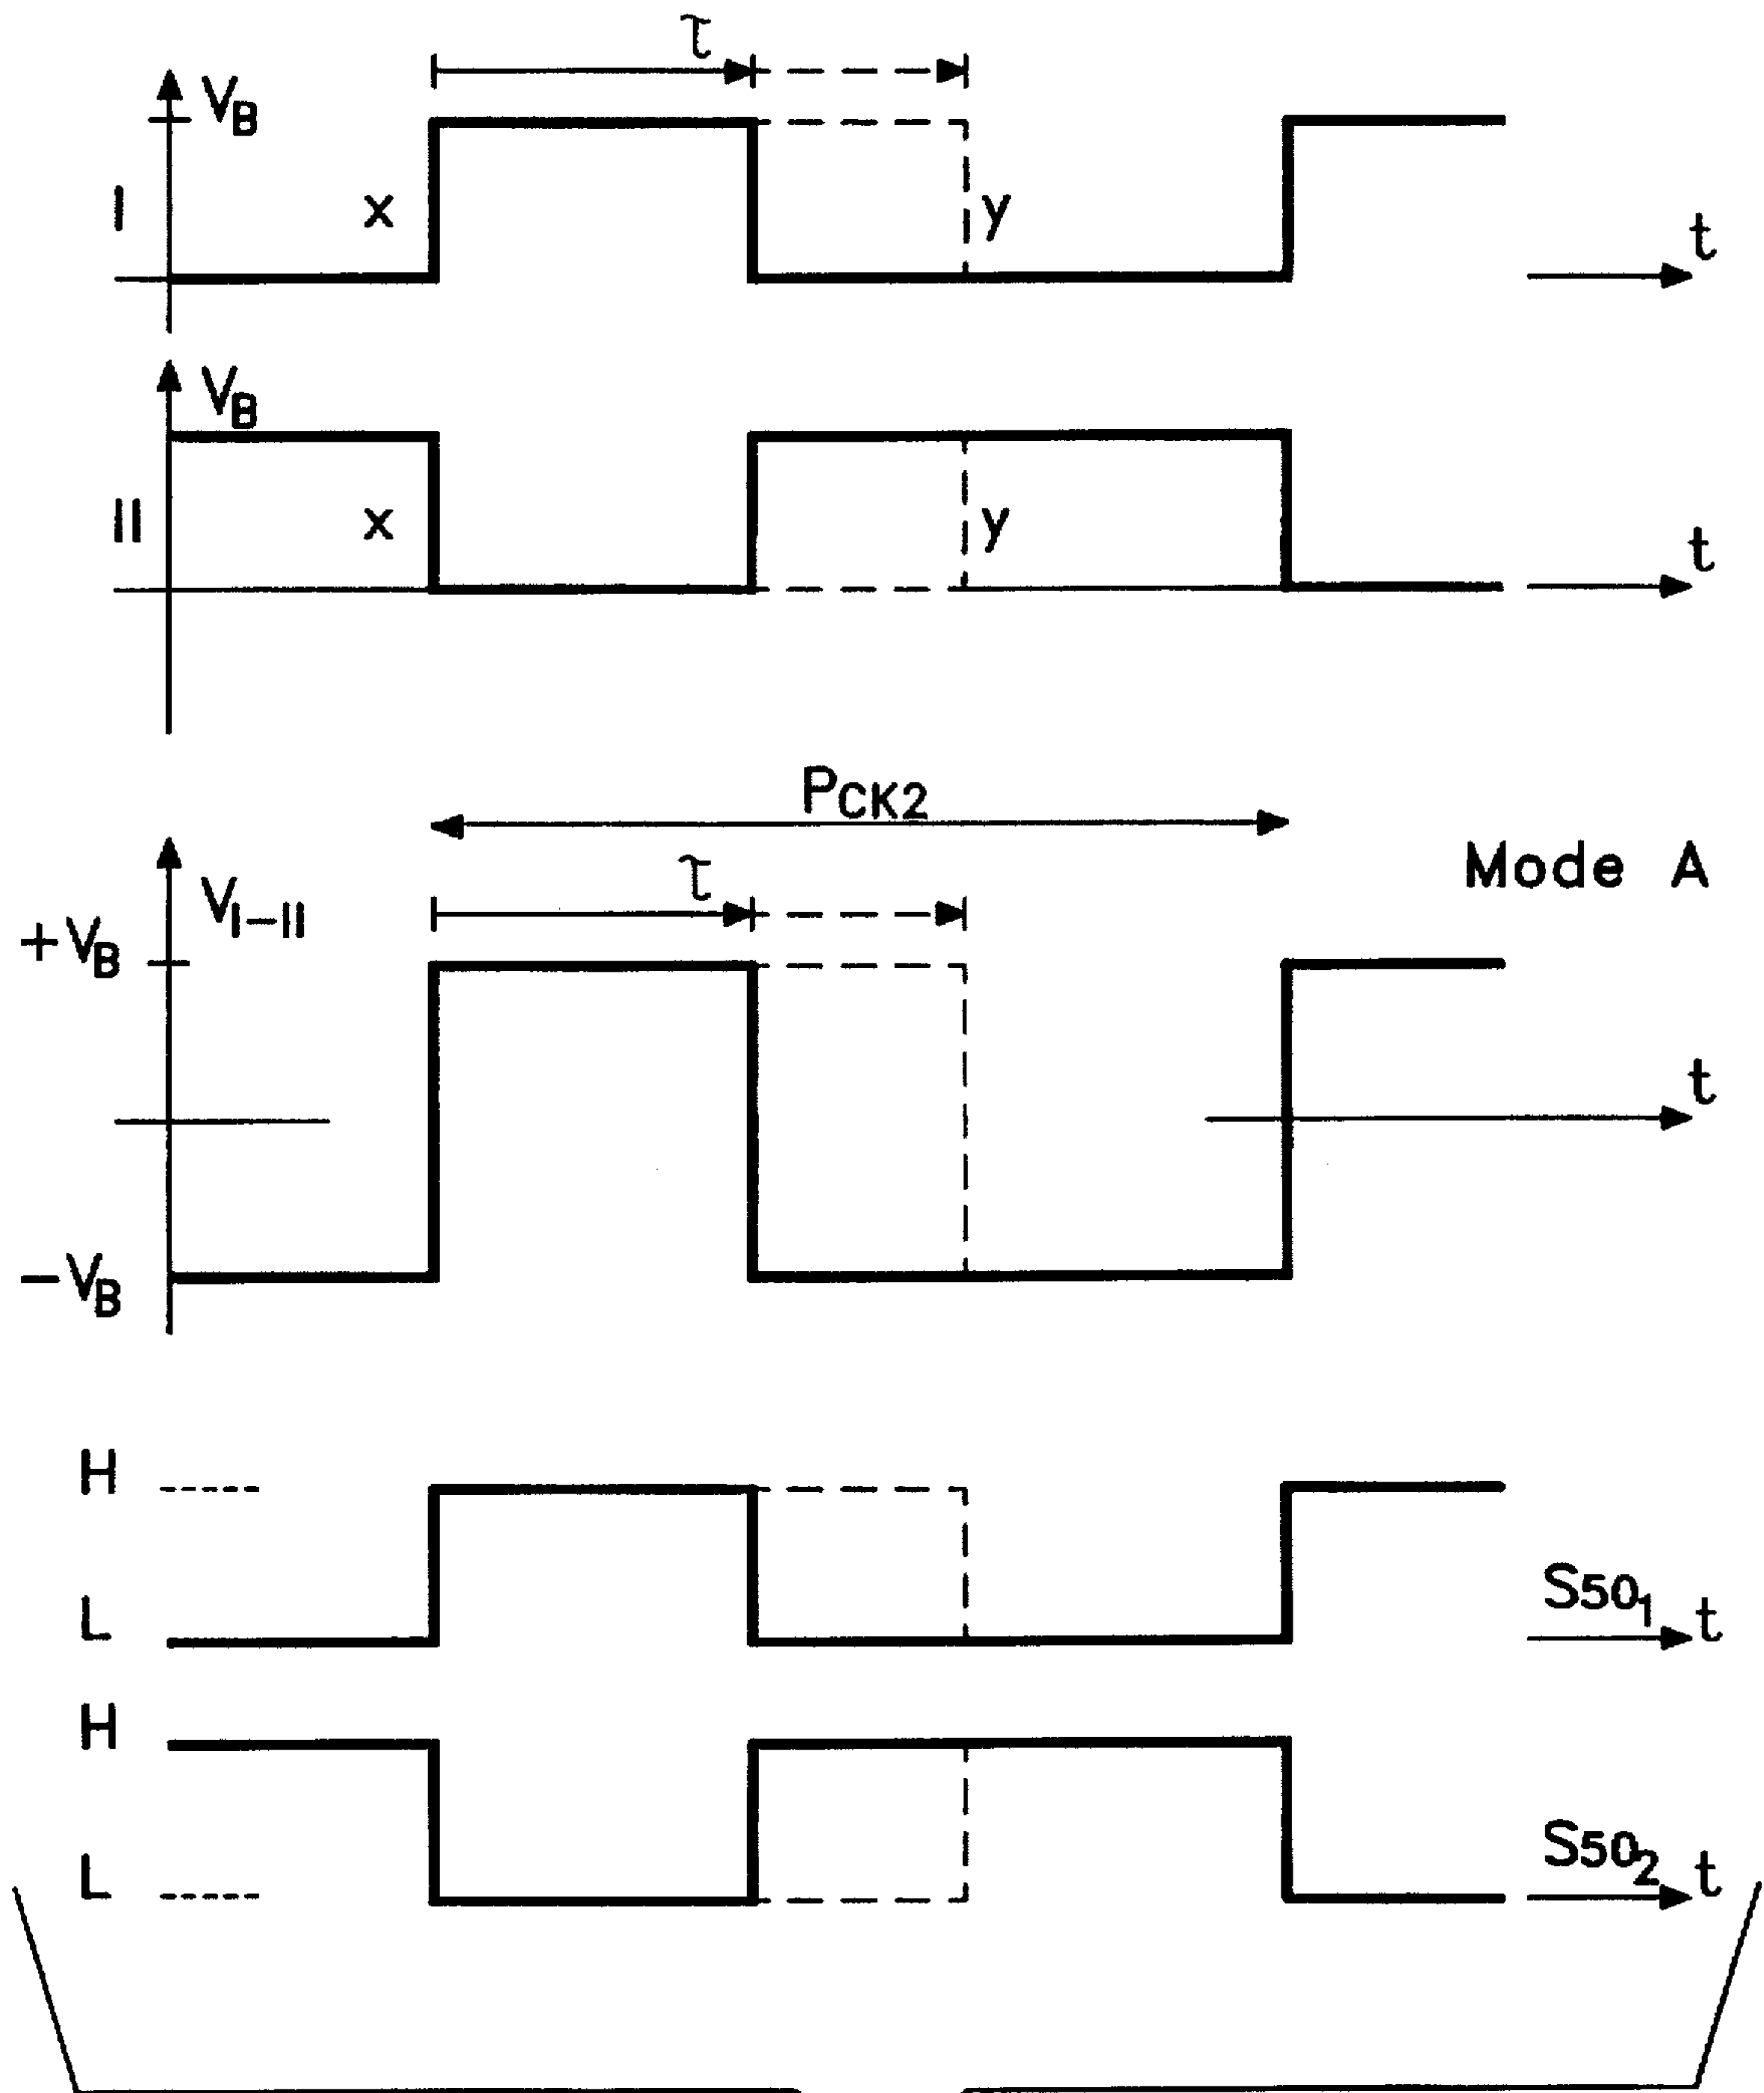 τ
V_B
I
x
y
t
V_B
II
x
y
t
P_CK2
Mode A
τ
V_I-II
+V_B
t
-V_B
H
L
S50_1 t
H
L
S50_2 t